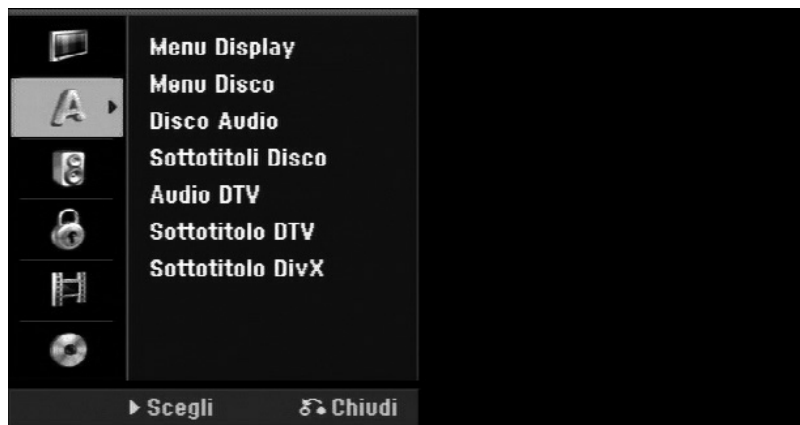 Menu Display
Menu Disco
Disco Audio
Sottotitoli Disco
Audio DTV
Sottotitolo DTV
Sottotitolo DivX
Scegli Chiudi